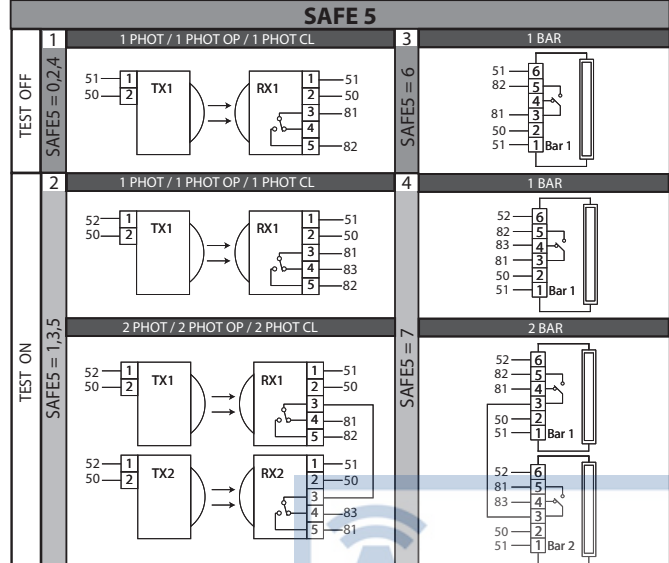 SAFE 5
1
1 PHOT / 1 PHOT OP / 1 PHOT CL
3
1 BAR
TEST OFF
SAFE5 = 0,2,4
51 1
50 2
TX1
RX1
1 51
2 50
3 81
4
5 82
SAFE5 = 6
51 6
82 5
4
81 3
50 2
51 1 Bar 1
2
1 PHOT / 1 PHOT OP / 1 PHOT CL
4
1 BAR
TEST ON
SAFE5 = 1,3,5
52 1
50 2
TX1
RX1
1 51
2 50
3 81
4 83
5 82
SAFE5 = 7
52 6
82 5
83 4
81 3
50 2
51 1 Bar 1
2 PHOT / 2 PHOT OP / 2 PHOT CL
2 BAR
52 1
50 2
TX1
RX1
1 51
2 50
3
4 81
5 82
52 6
82 5
81 4
3
50 2
51 1 Bar 1
52 1
50 2
TX2
RX2
1 51
2 50
3
4 83
5 81
52 6
81 5
83 4
3
50 2
51 1 Bar 2